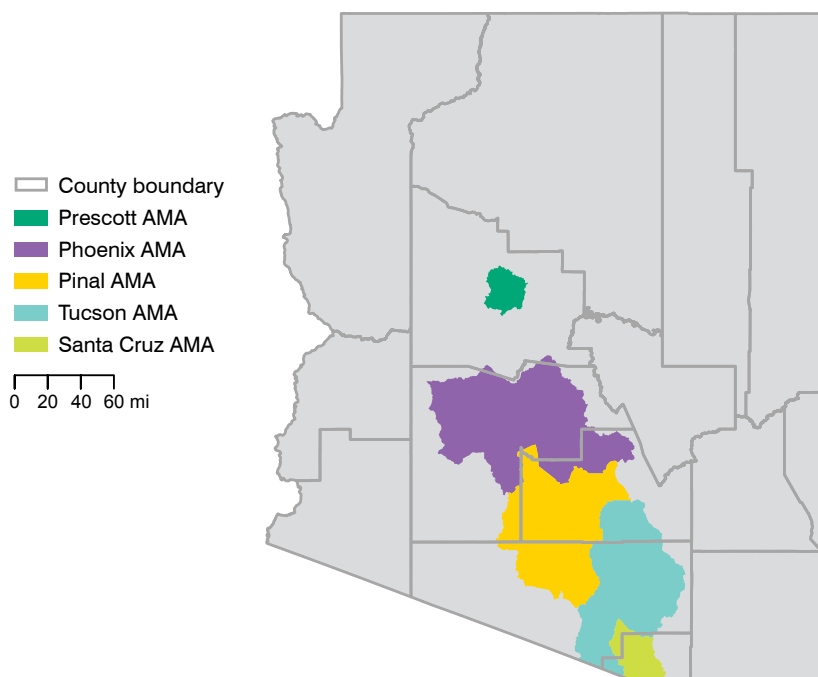 County boundary
Prescott AMA
Phoenix AMA
Pinal AMA
Tucson AMA
Santa Cruz AMA
0 20 40 60 mi